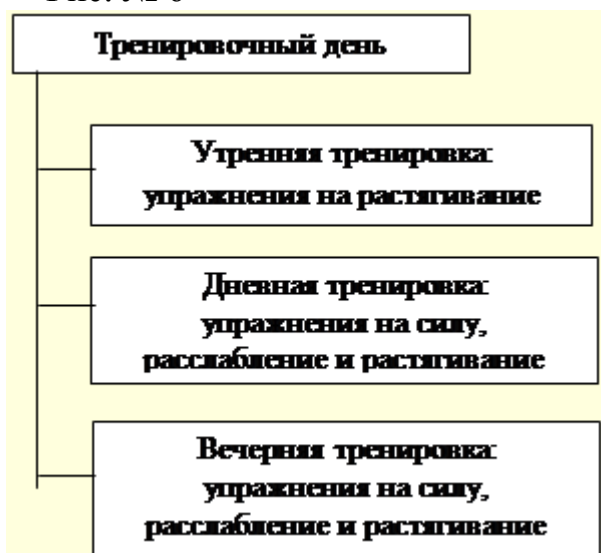 Тренировочный день
Утренняя тренировка:
упражнения на растягивание
Дневная тренировка:
упражнения на силу,
расслабление и растягивание
Вечерняя тренировка:
упражнения на силу,
расслабление и растягивание